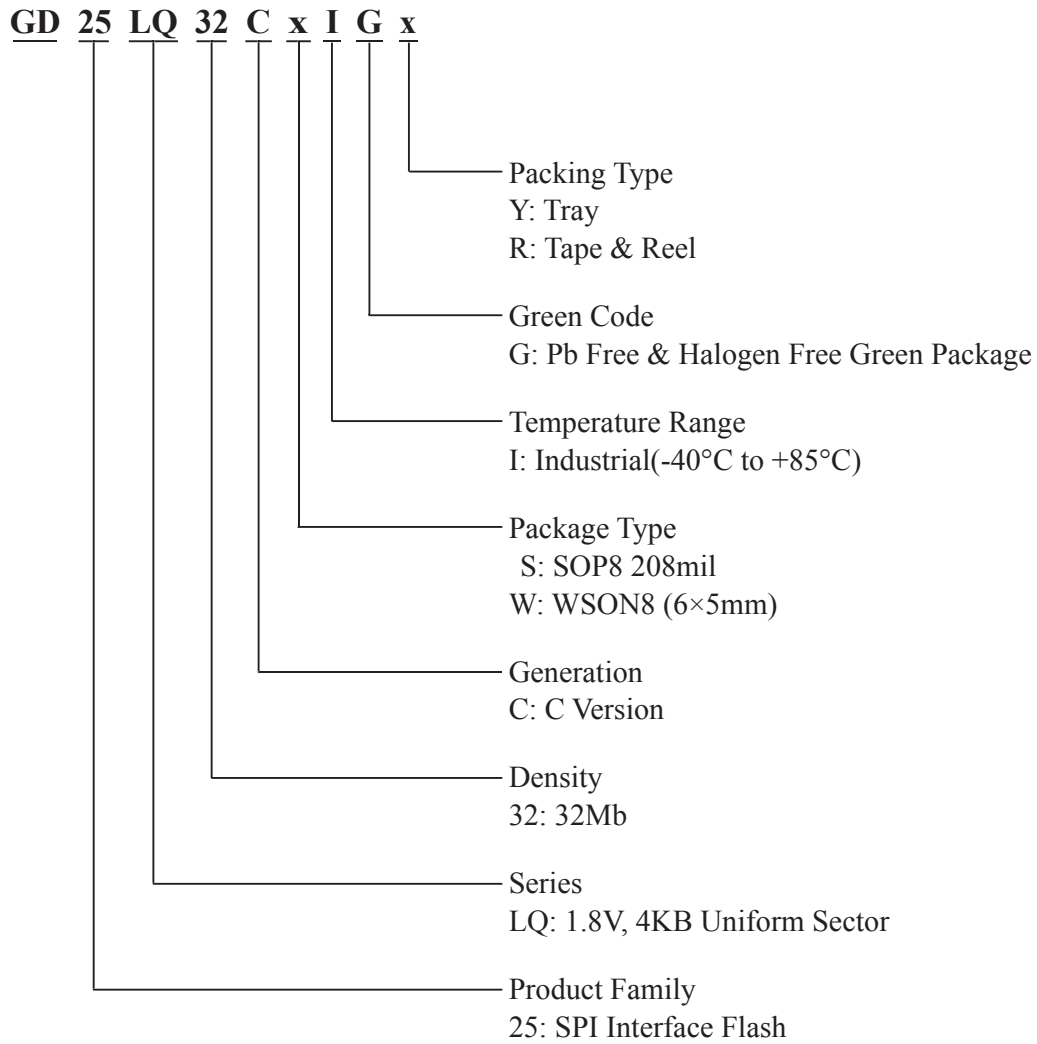 GD 25 LQ 32 C x I G x
Packing Type
Y: Tray
R: Tape & Reel
Green Code
G: Pb Free & Halogen Free Green Package
Temperature Range
I: Industrial(-40°C to +85°C)
Package Type
S: SOP8 208mil
W: WSON8 (6×5mm)
Generation
C: C Version
Density
32: 32Mb
Series
LQ: 1.8V, 4KB Uniform Sector
Product Family
25: SPI Interface Flash